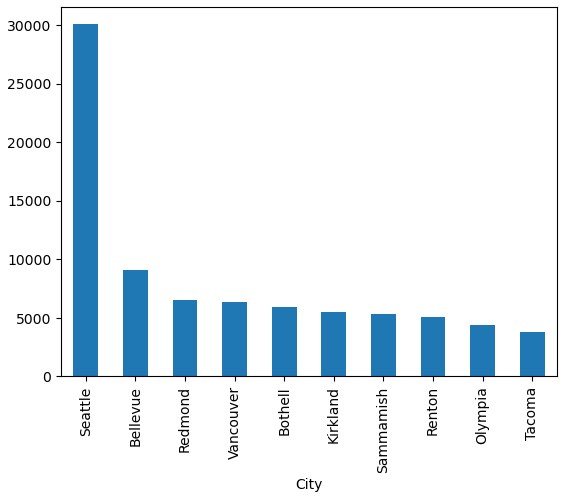 30000
25000
20000
15000
10000
5000
0
Seattle
Bellevue
Redmond
Vancouver
Bothell
Kirkland
Sammamish
Renton
Olympia
Tacoma
City